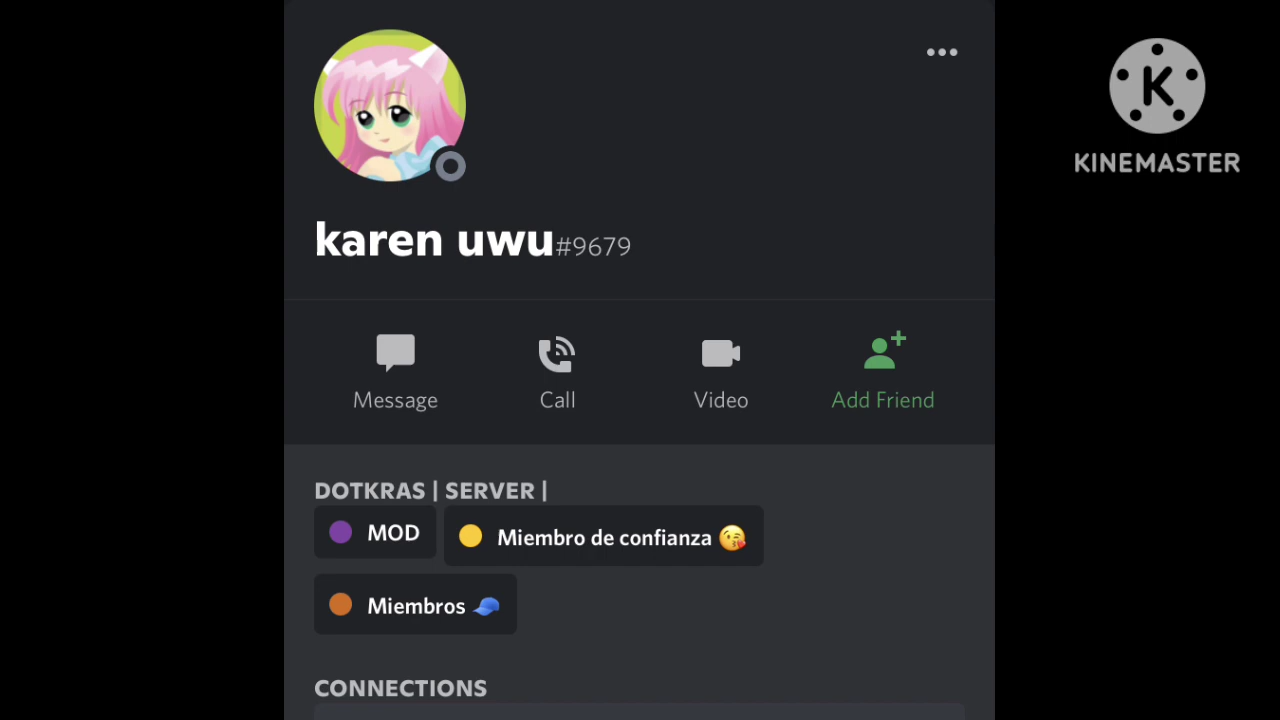 K
KINEMASTER
karen uwu#9679
Message Call Video Add Friend
DOTKRAS | SERVER |
MOD Miembro de confianza 😘
Miembros 🧢
CONNECTIONS